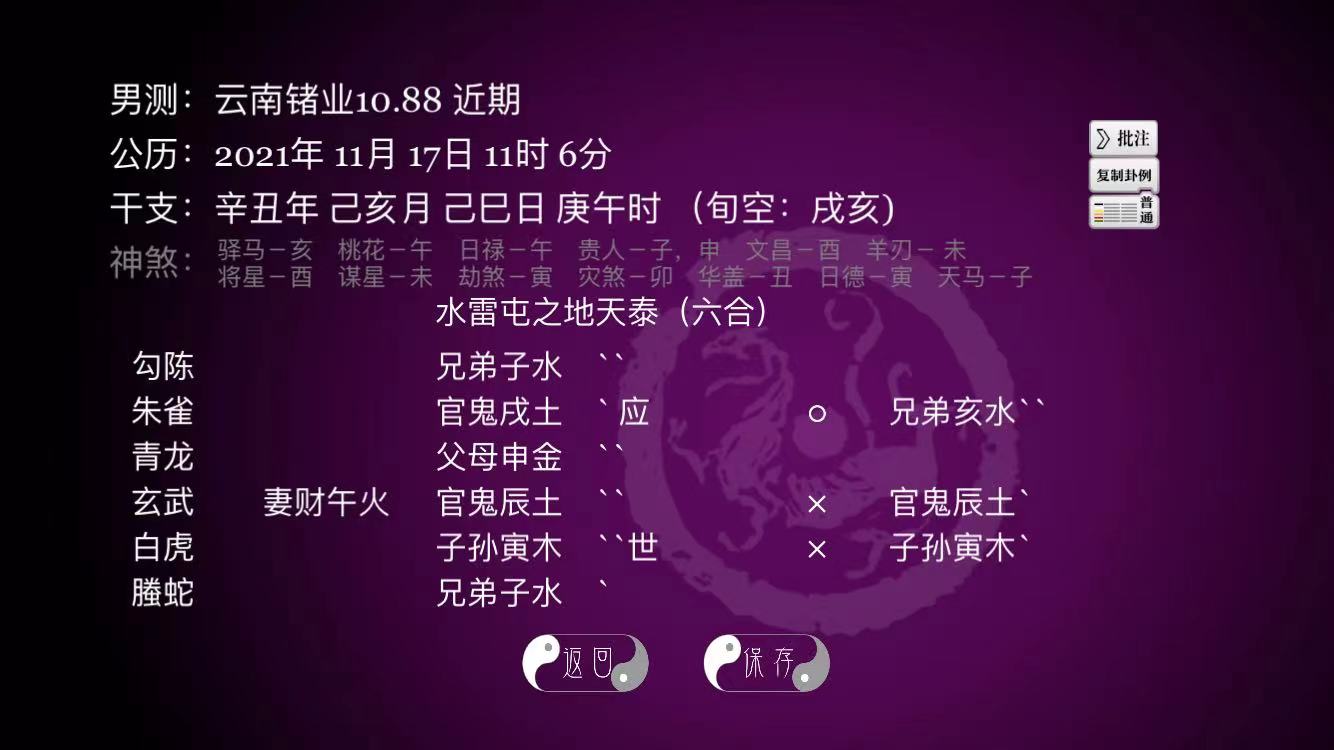 男测：云南锗业10.88 近期
公历：2021年 11月 17日 11时 6分
干支：辛丑年 己亥月 己巳日 庚午时 （旬空：戌亥)
神煞：驿马－亥 桃花－午 日禄－午 贵人－子，申 文昌－酉 羊刃－ 未
将星－酉 谋星－未 劫煞－寅 灾煞－卯 华盖－丑 日德－寅 天马－子
水雷屯之地天泰（六合）
勾陈 兄弟子水 ` `
朱雀 官鬼戌土 ` 应 ○ 兄弟亥水` `
青龙 父母申金 ` `
玄武 妻财午火 官鬼辰土 ` ` × 官鬼辰土`
白虎 子孙寅木 ` `世 × 子孙寅木`
螣蛇 兄弟子水 `
返回 保存
批注
复制卦例
普通